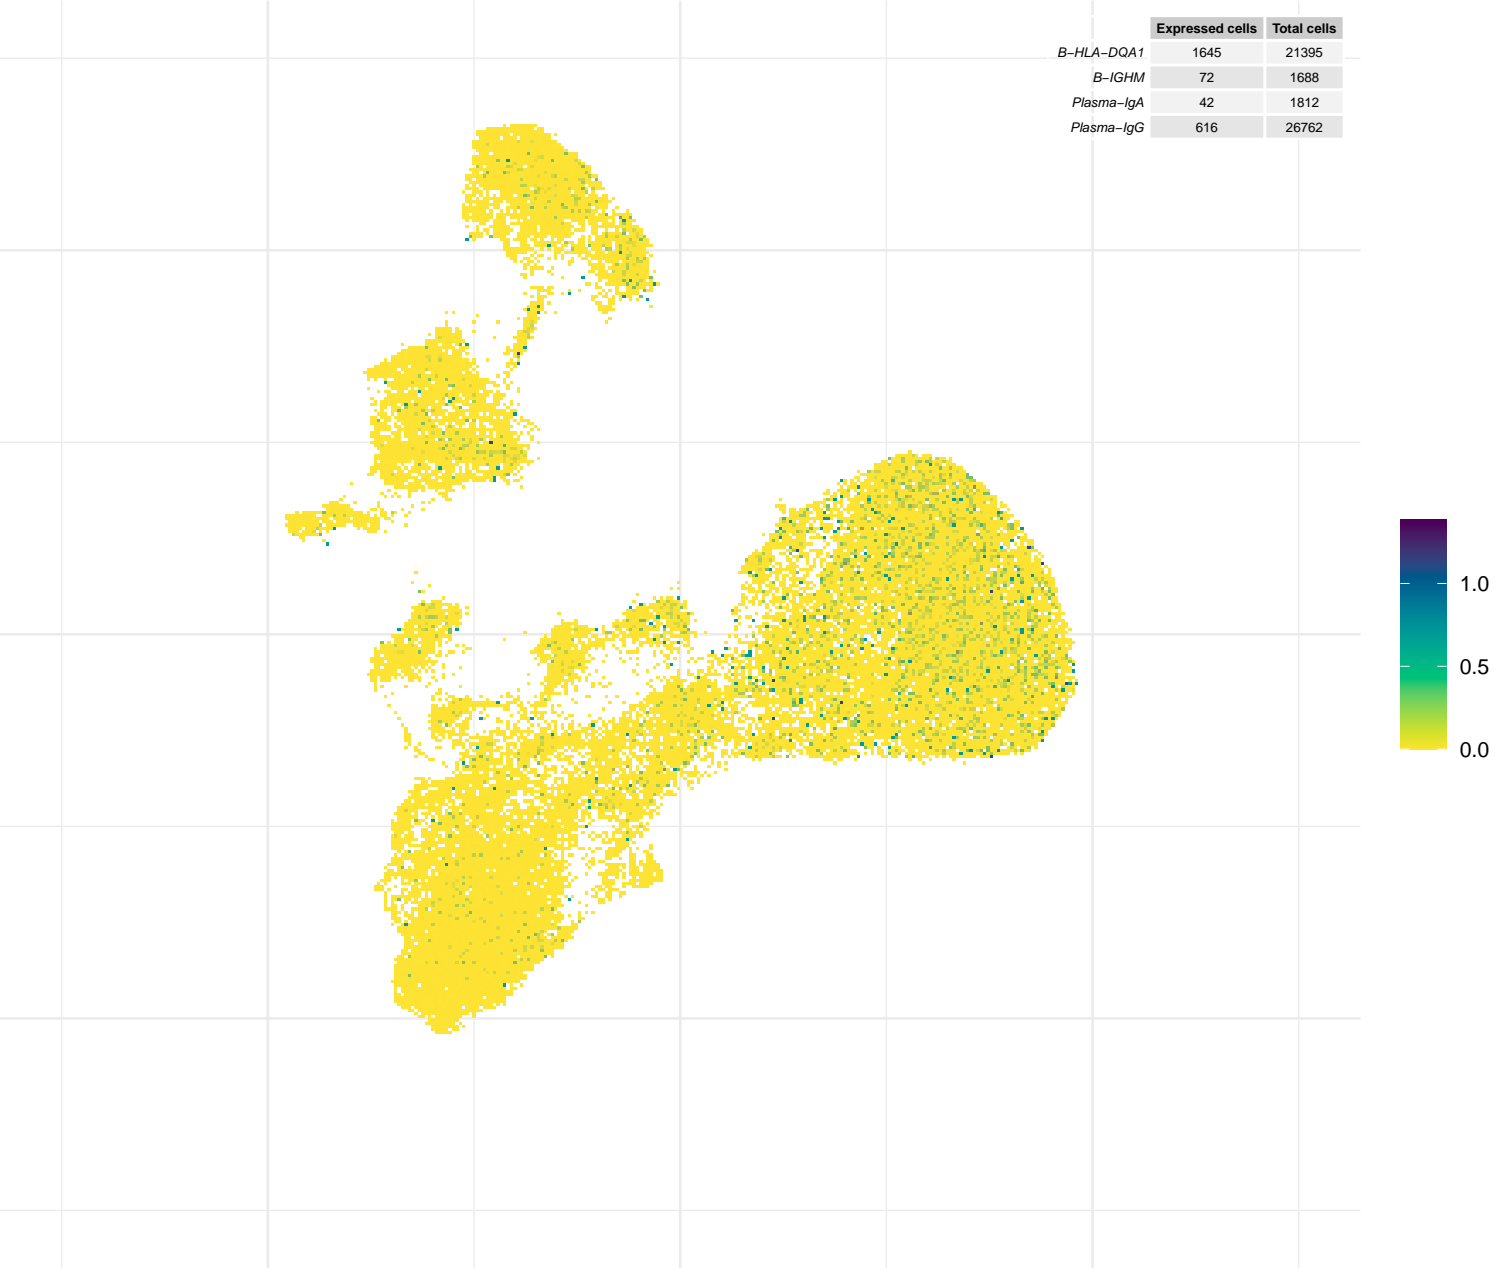 Expressed cells Total cells
B−HLA−DQA1 1645 21395
B−IGHM 72 1688
Plasma−IgA 42 1812
Plasma−IgG 616 26762
1.0
0.5
0.0